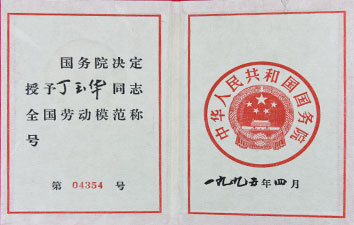 国务院决定
授予丁玉华同志
全国劳动模范称
号
第 04354 号
中华人民共和国国务院
一九九五年四月